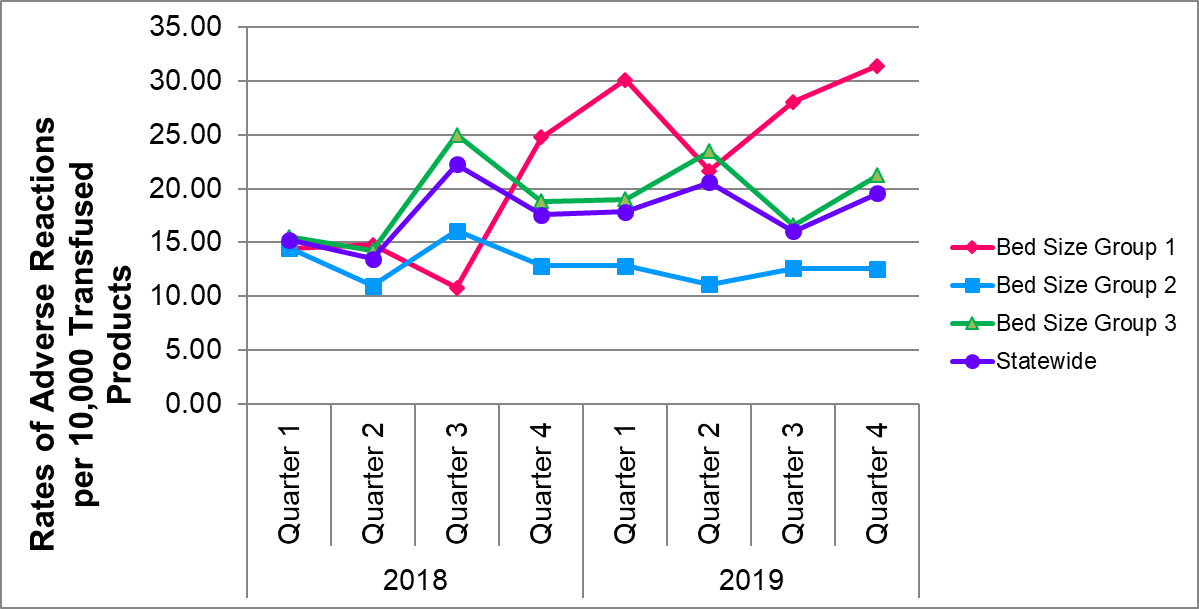 Rates of Adverse Reactions
per 10,000 Transfused
Products
35.00
30.00
25.00
20.00
15.00
10.00
5.00
0.00
Quarter 1
Quarter 2
Quarter 3
Quarter 4
Quarter 1
Quarter 2
Quarter 3
Quarter 4
2018
2019
Bed Size Group 1
Bed Size Group 2
Bed Size Group 3
Statewide